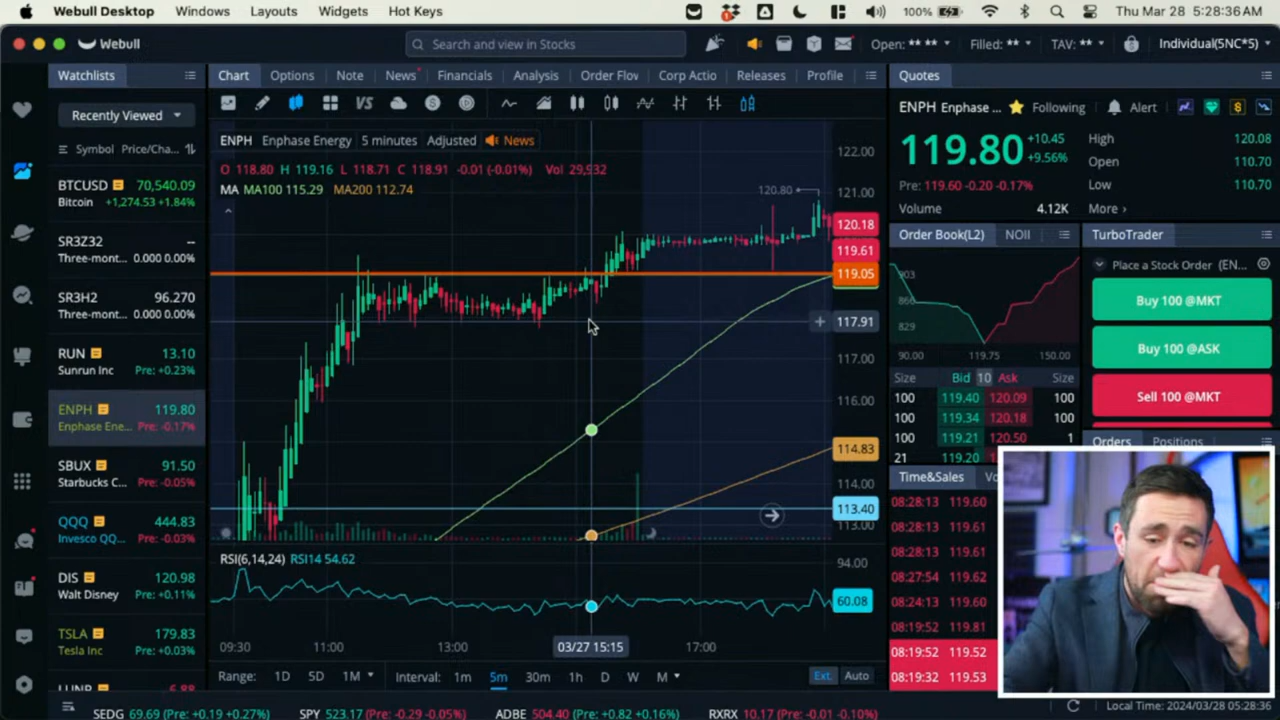 Webull Desktop Windows Layouts Widgets Hot Keys 100% Thu Mar 28 5:28:36 AM
Webull Search and view in Stocks Open: ** ** Filled: ** ** TAV: ** Individual(5NC*5)
Watchlists
Recently Viewed
Symbol Price/Cha...
BTCUSD 70,540.09
Bitcoin +1,274.53 +1.84%
SR3Z32 --
Three-mont... 0.000 0.00%
SR3H2 96.270
Three-mont... 0.000 0.00%
RUN 13.10
Sunrun Inc Pre: +0.23%
ENPH 119.80
Enphase Ene... Pre: -0.17%
SBUX 91.50
Starbucks C... Pre: -0.05%
QQQ 444.83
Invesco QQ... Pre: -0.03%
DIS 120.98
Walt Disney Pre: +0.11%
TSLA 179.83
Tesla Inc Pre: +0.03%
LUNR 6.88
Chart Options Note News Financials Analysis Order Flow Corp Actio Releases Profile
VS
ENPH Enphase Energy 5 minutes Adjusted News
O 118.80 H 119.16 L 118.71 C 118.91 -0.01 (-0.01%) Vol 29,932
MA MA100 115.29 MA200 112.74
120.80
122.00
121.00
120.18
119.61
119.05
117.91
117.00
116.00
114.83
114.00
113.40
113.00
RSI(6,14,24) RSI14 54.62
94.00
60.08
09:30 11:00 13:00 03/27 15:15 17:00
Range: 1D 5D 1M Interval: 1m 5m 30m 1h D W M Ext. Auto
Quotes
ENPH Enphase ... Following Alert
119.80 +10.45 +9.56%
Pre: 119.60 -0.20 -0.17%
Volume 4.12K
High 120.08
Open 110.70
Low 110.70
More
Order Book(L2) NOII
903
866
829
90.00 119.75 150.00
Size Bid 10 Ask Size
100 119.40 120.09 100
100 119.34 120.18 100
100 119.21 120.50 1
21 119.20
TurboTrader
Place a Stock Order (EN...
Buy 100 @MKT
Buy 100 @ASK
Sell 100 @MKT
Orders Positions
Time&Sales
08:28:13 119.60
08:28:13 119.61
08:28:13 119.61
08:27:54 119.62
08:24:13 119.60
08:19:52 119.81
08:19:52 119.52
08:19:32 119.53
SEDG 69.69 (Pre: +0.19 +0.27%) SPY 523.17 (Pre: -0.29 -0.05%) ADBE 504.40 (Pre: +0.82 +0.16%) RXRX 10.17 (Pre: -0.01 -0.10%) Local Time: 2024/03/28 05:28:36